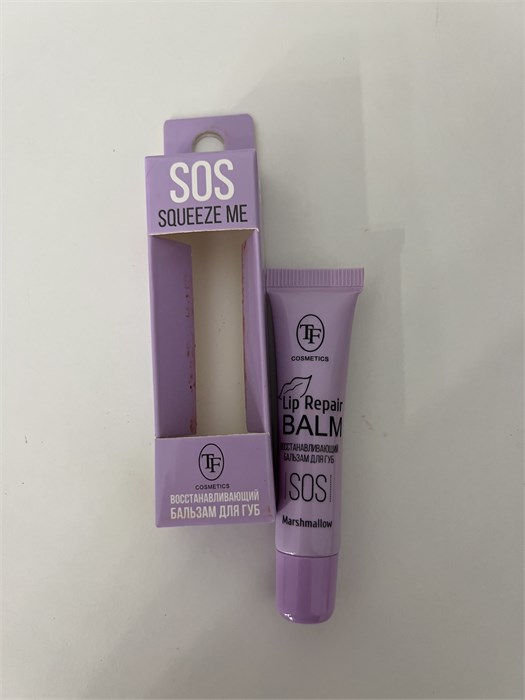 SOS
SQUEEZE ME
TF
COSMETICS
ВОССТАНАВЛИВАЮЩИЙ
БАЛЬЗАМ ДЛЯ ГУБ
TF
COSMETICS
Lip Repair
BALM
ВОССТАНАВЛИВАЮЩИЙ
БАЛЬЗАМ ДЛЯ ГУБ
SOS
Marshmallow